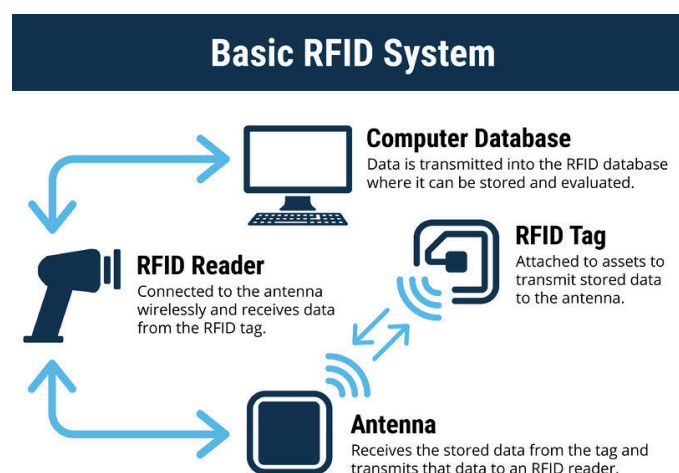 Basic RFID System
Computer Database
Data is transmitted into the RFID database
where it can be stored and evaluated.
RFID Tag
Attached to assets to
transmit stored data
to the antenna.
RFID Reader
Connected to the antenna
wirelessly and receives data
from the RFID tag.
Antenna
Receives the stored data from the tag and
transmits that data to an RFID reader.